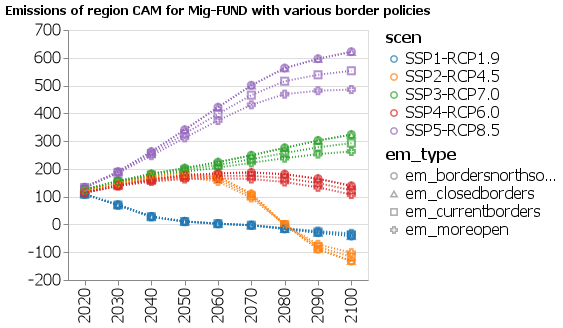 Emissions of region CAM for Mig-FUND with various border policies
700
600
500
400
300
200
100
0
-100
-200
2020
2030
2040
2050
2060
2070
2080
2090
2100
scen
SSP1-RCP1.9
SSP2-RCP4.5
SSP3-RCP7.0
SSP4-RCP6.0
SSP5-RCP8.5
em_type
em_bordersnorthso...
em_closedborders
em_currentborders
em_moreopen